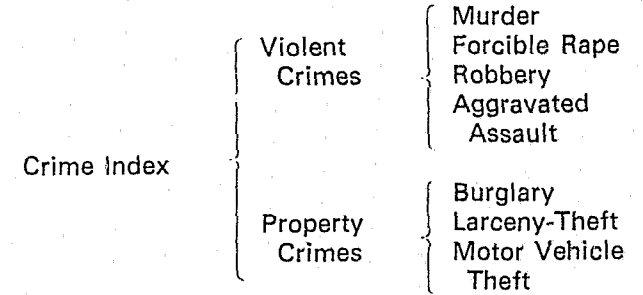 Crime Index
Violent
Crimes
Murder
Forcible Rape
Robbery
Aggravated
Assault
Property
Crimes
Burglary
Larceny-Theft
Motor Vehicle
Theft